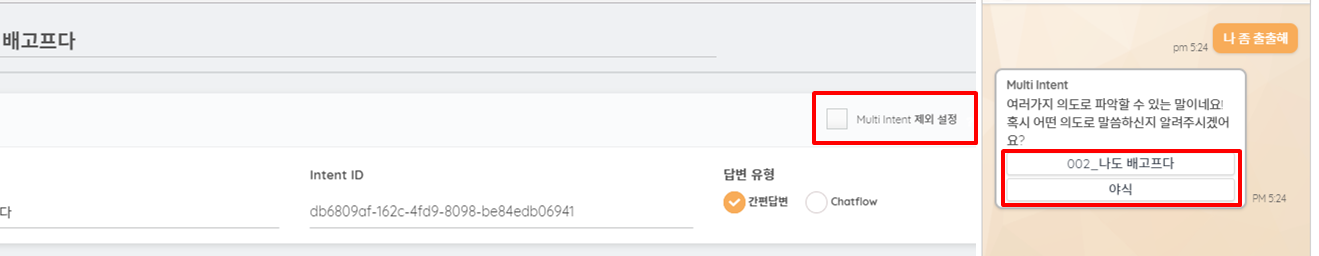 배고프다
Multi Intent 제외 설정
Intent ID
답변 유형
다
db6809af-162c-4fd9-8098-be84edb06941
간편답변
Chatflow
나 좀 출출해
pm 5:24
Multi Intent
여러가지 의도로 파악할 수 있는 말이네요!
혹시 어떤 의도로 말씀하신지 알려주시겠어
요?
002_나도 배고프다
야식
PM 5:24